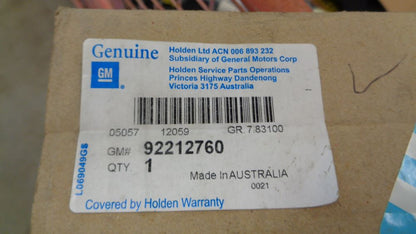 Genuine
Holden Ltd ACN 006 893 232
Subsidiary of General Motors Corp
GM
Holden Service Parts Operations
Princes Highway Dandenong
Victoria 3175 Australia
05057 12059 GR 7.83100
GM# 92212760
QTY 1
Made In AUSTRALIA
0021
L069049GS
Covered by Holden Warranty